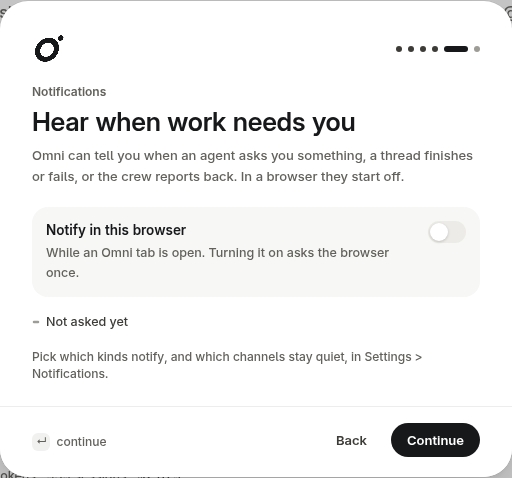 Notifications
Hear when work needs you
Omni can tell you when an agent asks you something, a thread finishes
or fails, or the crew reports back. In a browser they start off.
Notify in this browser
While an Omni tab is open. Turning it on asks the browser
once.
Not asked yet
Pick which kinds notify, and which channels stay quiet, in Settings >
Notifications.
↵ continue
Back
Continue